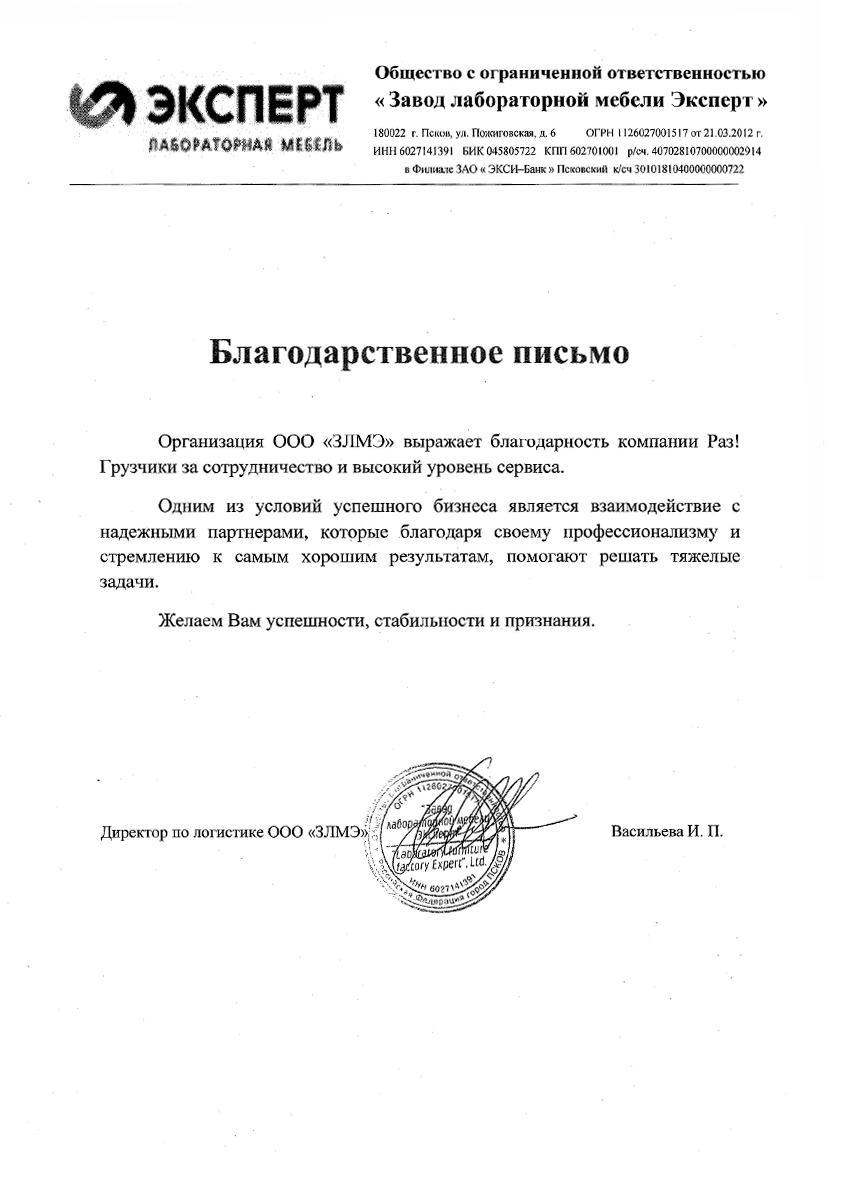 ЭКСПЕРТ
ЛАБОРАТОРНАЯ МЕБЕЛЬ
Общество с ограниченной ответственностью
« Завод лабораторной мебели Эксперт »
180022 г. Псков, ул. Пожиговская, д. 6 ОГРН 1126027001517 от 21.03.2012 г.
ИНН 6027141391 БИК 045805722 КПП 602701001 р/сч. 40702810700000002914
в Филиале ЗАО « ЭКСИ–Банк » Псковский к/сч 30101810400000000722
Благодарственное письмо
Организация ООО «ЗЛМЭ» выражает благодарность компании Раз!
Грузчики за сотрудничество и высокий уровень сервиса.
Одним из условий успешного бизнеса является взаимодействие с
надежными партнерами, которые благодаря своему профессионализму и
стремлению к самым хорошим результатам, помогают решать тяжелые
задачи.
Желаем Вам успешности, стабильности и признания.
Директор по логистике ООО «ЗЛМЭ»
Васильева И. П.
ОГРН 1126027001517
"Завод
лабораторной мебели
Эксперт"
"Laboratory furniture
factory Expert", Ltd.
ИНН 6027141391
Российская Федерация город ПСКОВ